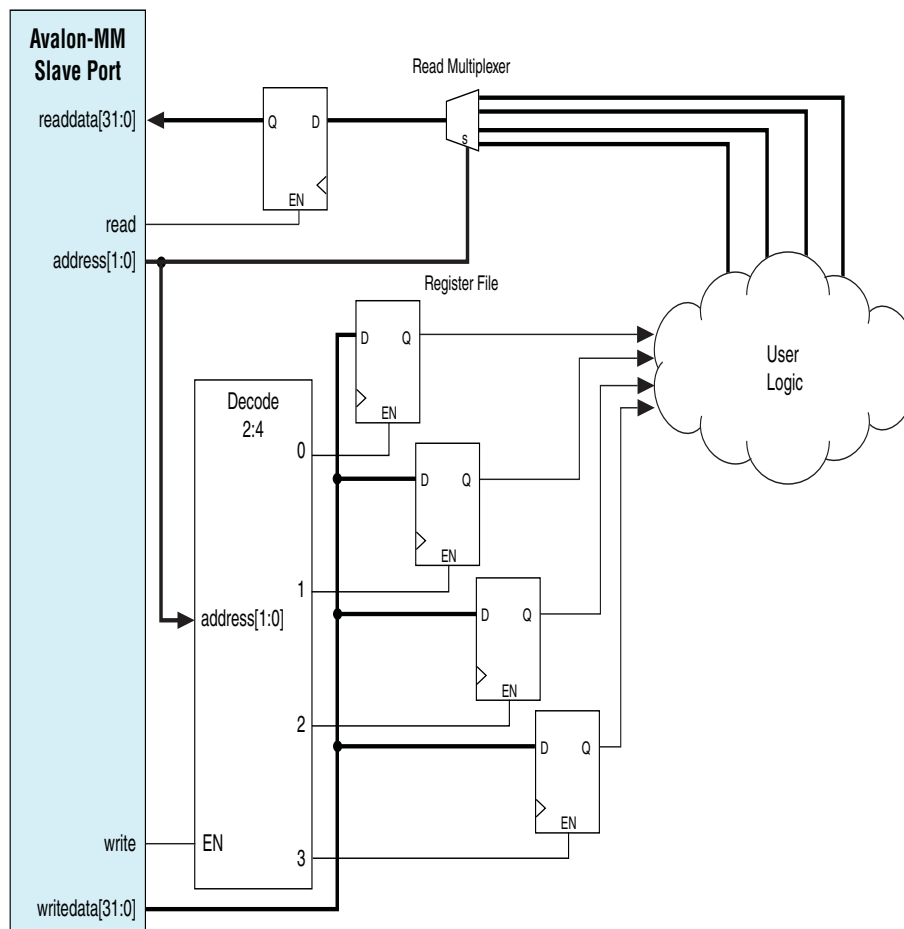 Avalon-MM
Slave Port
Read Multiplexer
readdata[31:0]
Q
D
s
EN
read
address[1:0]
Register File
D
Q
EN
User
Logic
Decode
2:4
0
D
Q
EN
1
address[1:0]
D
Q
EN
2
D
Q
EN
write
EN
3
writedata[31:0]